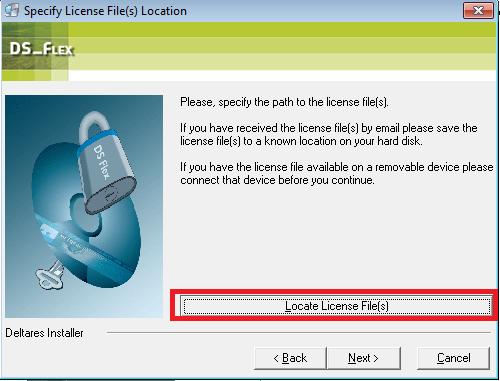 Specify License File(s) Location
DS_FLEX
Please, specify the path to the license file(s).
If you have received the license file(s) by email please save the
license file(s) to a known location on your hard disk.
If you have the license file available on a removable device please
connect that device before you continue.
DS Flex
Locate License File(s)
Deltares Installer
< Back
Next >
Cancel